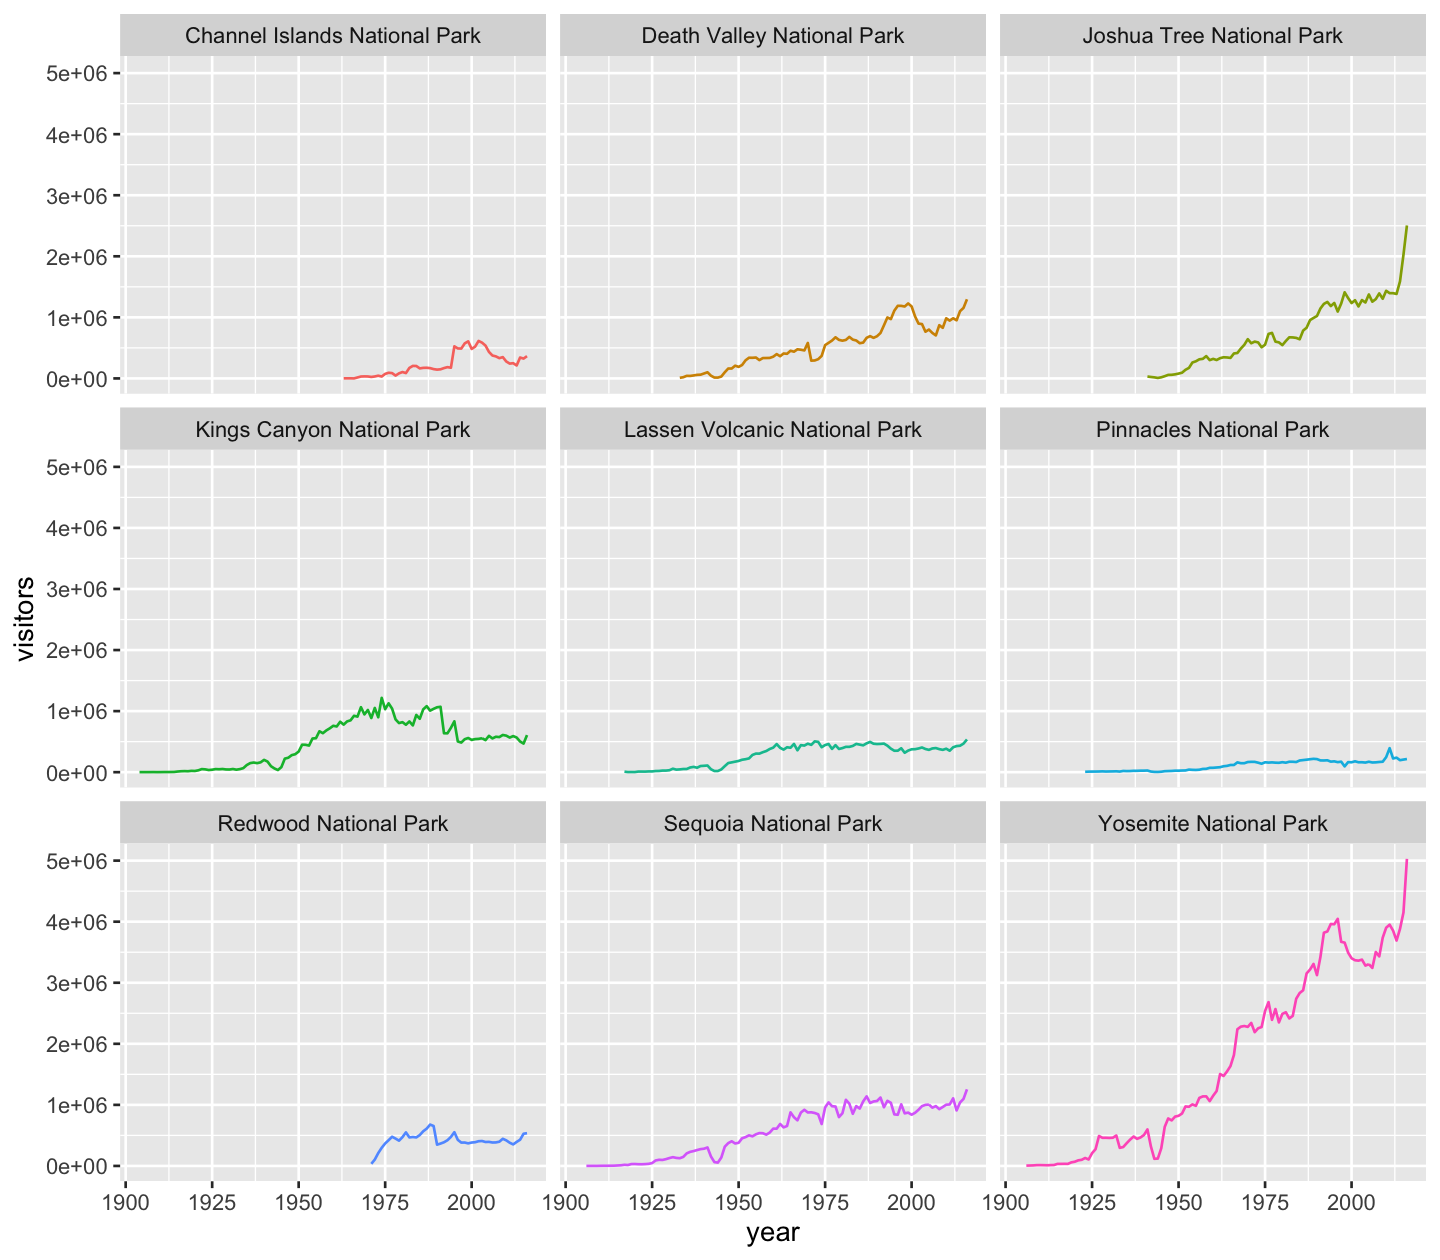 Channel Islands National Park
Death Valley National Park
Joshua Tree National Park
5e+06
4e+06
3e+06
2e+06
1e+06
0e+00
Kings Canyon National Park
Lassen Volcanic National Park
Pinnacles National Park
5e+06
4e+06
3e+06
2e+06
1e+06
0e+00
visitors
Redwood National Park
Sequoia National Park
Yosemite National Park
5e+06
4e+06
3e+06
2e+06
1e+06
0e+00
1900 1925 1950 1975 2000
1900 1925 1950 1975 2000
1900 1925 1950 1975 2000
year